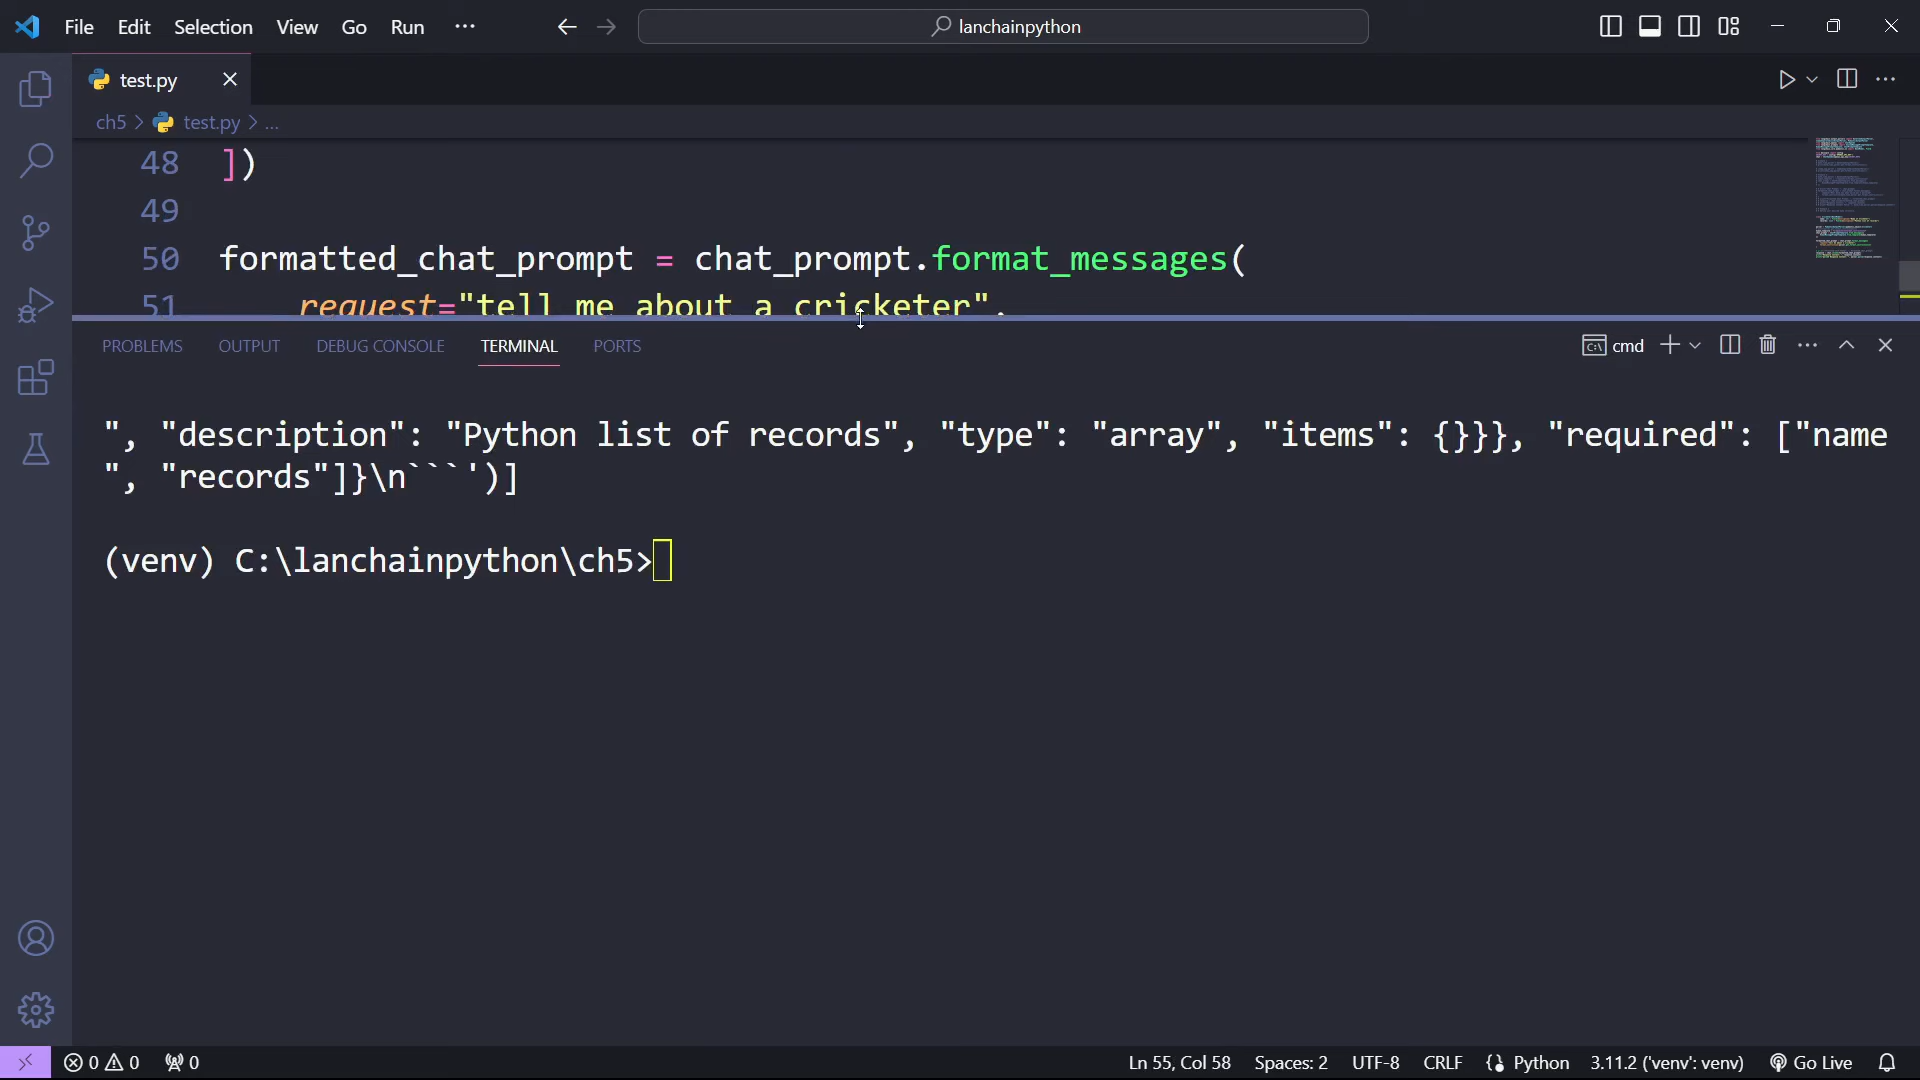 File Edit Selection View Go Run ···
lanchainpython
test.py
ch5 > test.py > ...
48 ])
49
50 formatted_chat_prompt = chat_prompt.format_messages(
51 request="tell me about a cricketer",
PROBLEMS OUTPUT DEBUG CONSOLE TERMINAL PORTS
cmd
", "description": "Python list of records", "type": "array", "items": {}}}, "required": ["name
", "records"]}\n```')]
(venv) C:\lanchainpython\ch5>
0 0 0 Ln 55, Col 58 Spaces: 2 UTF-8 CRLF Python 3.11.2 ('venv': venv) Go Live